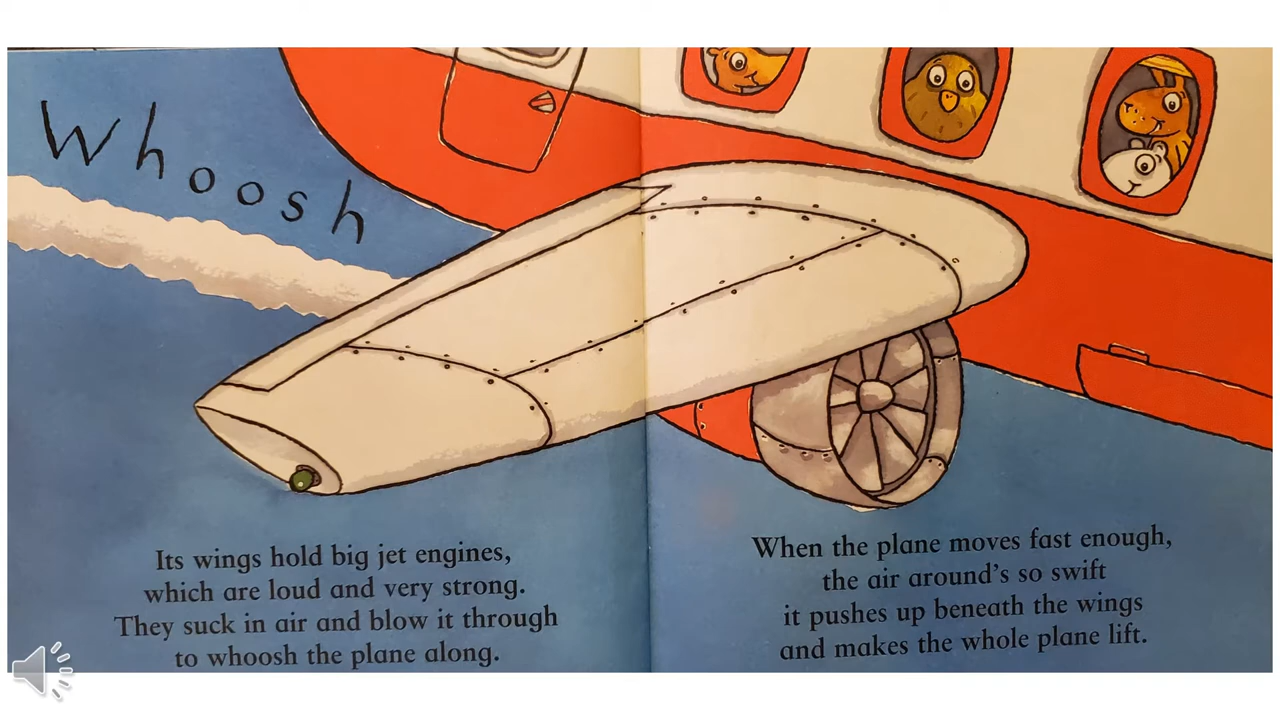 Whoosh
Its wings hold big jet engines,
which are loud and very strong.
They suck in air and blow it through
to whoosh the plane along.
When the plane moves fast enough,
the air around's so swift
it pushes up beneath the wings
and makes the whole plane lift.